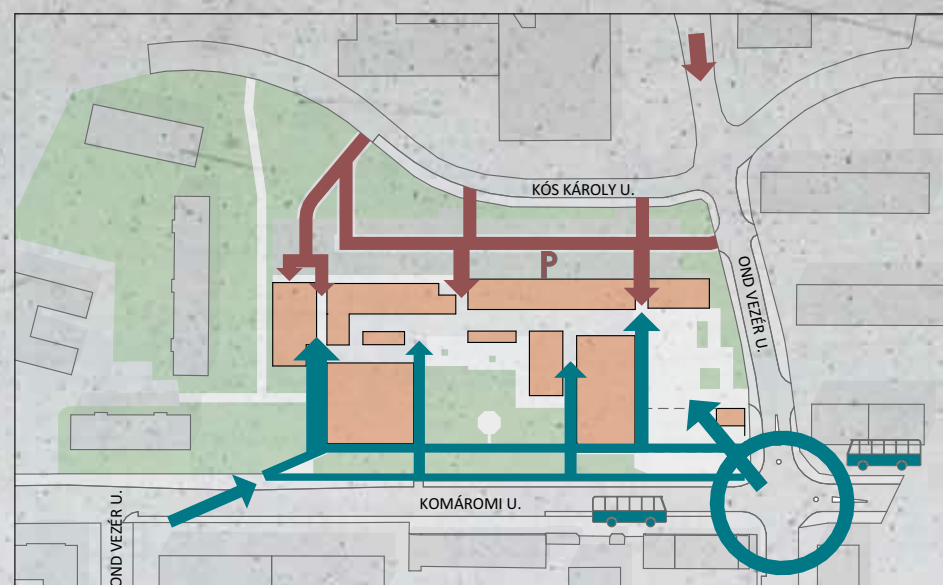 KÓS KÁROLY U.
P
OND VEZÉR U.
KOMÁROMI U.
OND VEZÉR U.